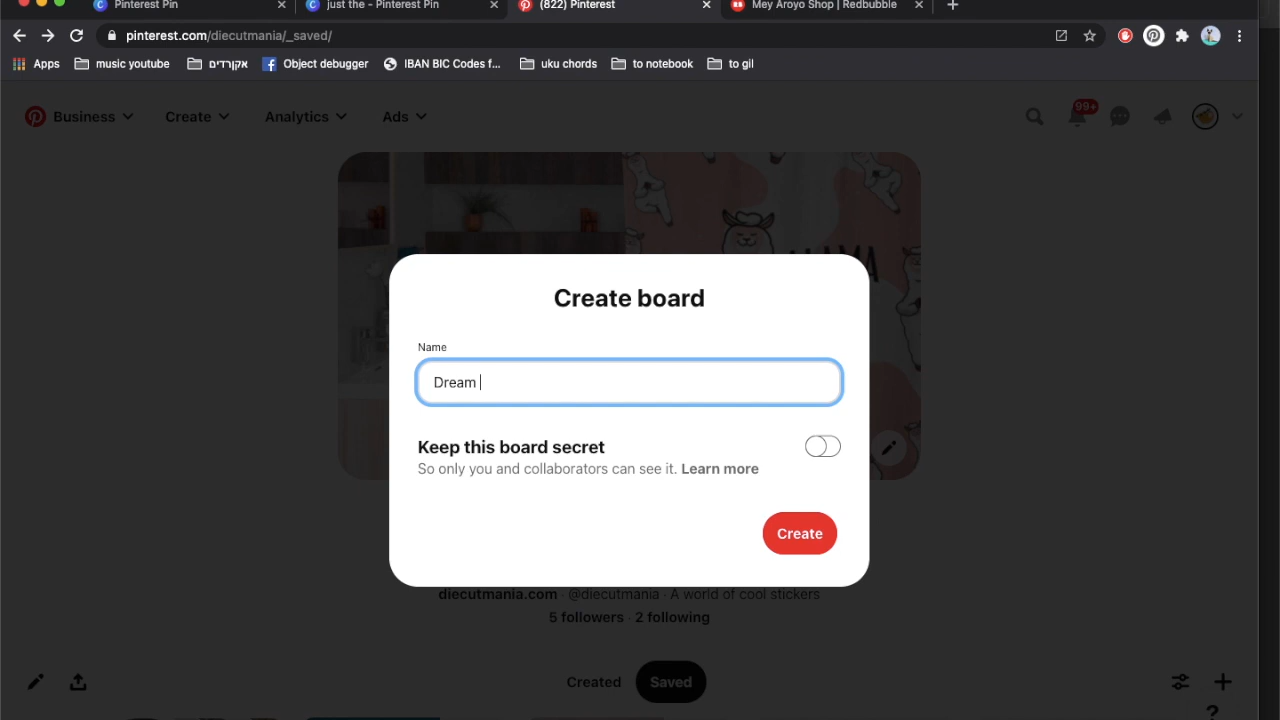 Pinterest Pin
just the - Pinterest Pin
(822) Pinterest
Mey Aroyo Shop | Redbubble
pinterest.com/diecutmania/_saved/
Apps music youtube אקורדים Object debugger IBAN BIC Codes f... uku chords to notebook to gil
Business Create Analytics Ads 99+
Create board
Name
Dream
Keep this board secret
So only you and collaborators can see it. Learn more
Create
diecutmania.com · @diecutmania · A world of cool stickers
5 followers · 2 following
Created Saved